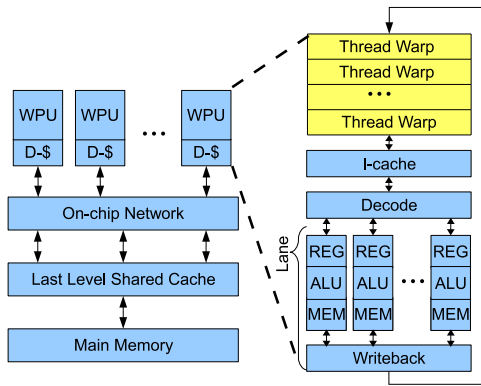 WPU
D-$
WPU
D-$
...
WPU
D-$
On-chip Network
Last Level Shared Cache
Main Memory
Thread Warp
Thread Warp
...
Thread Warp
I-cache
Decode
Lane
REG
ALU
MEM
REG
ALU
MEM
...
REG
ALU
MEM
Writeback